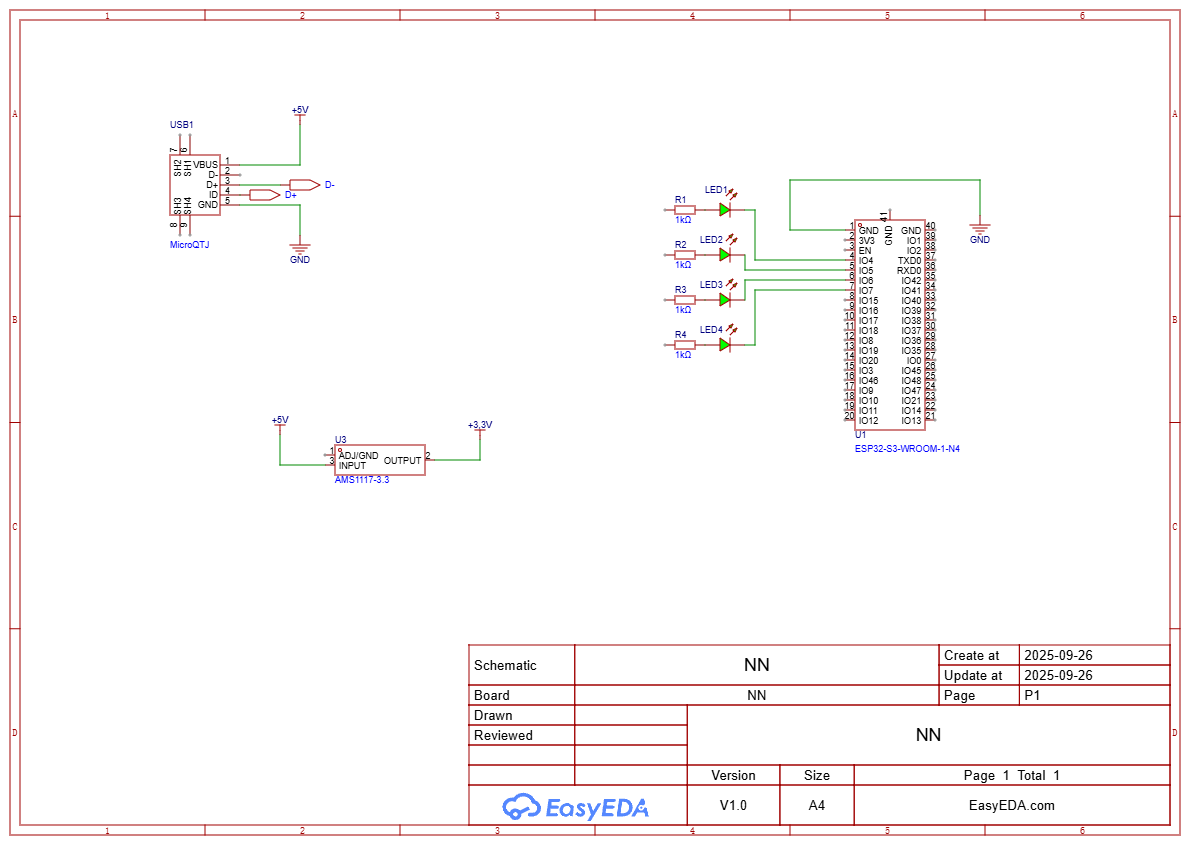 1 2 3 4 5 6
A
A
+5V
USB1
7
6
SH2
SH1
VBUS
1
D-
2
D+
3
ID
4
GND
5
D-
D+
SH3
SH4
8
9
MicroQTJ
GND
R1
1kΩ
LED1
R2
1kΩ
LED2
R3
1kΩ
LED3
R4
1kΩ
LED4
41
GND
1 GND GND 40
2 3V3 IO1 39
3 EN IO2 38
4 IO4 TXD0 37
5 IO5 RXD0 36
6 IO6 IO42 35
7 IO7 IO41 34
8 IO15 IO40 33
9 IO16 IO39 32
10 IO17 IO38 31
11 IO18 IO37 30
12 IO8 IO36 29
13 IO19 IO35 28
14 IO20 IO0 27
15 IO3 IO45 26
16 IO46 IO48 25
17 IO9 IO47 24
18 IO10 IO21 23
19 IO11 IO14 22
20 IO12 IO13 21
U1
ESP32-S3-WROOM-1-N4
GND
B
B
+5V
+3.3V
U3
1
ADJ/GND
3
INPUT
OUTPUT
2
AMS1117-3.3
C
C
Schematic
NN
Create at
2025-09-26
Update at
2025-09-26
Board
NN
Page
P1
Drawn
Reviewed
NN
D
D
Version
Size
Page 1 Total 1
EasyEDA
V1.0
A4
EasyEDA.com
1 2 3 4 5 6